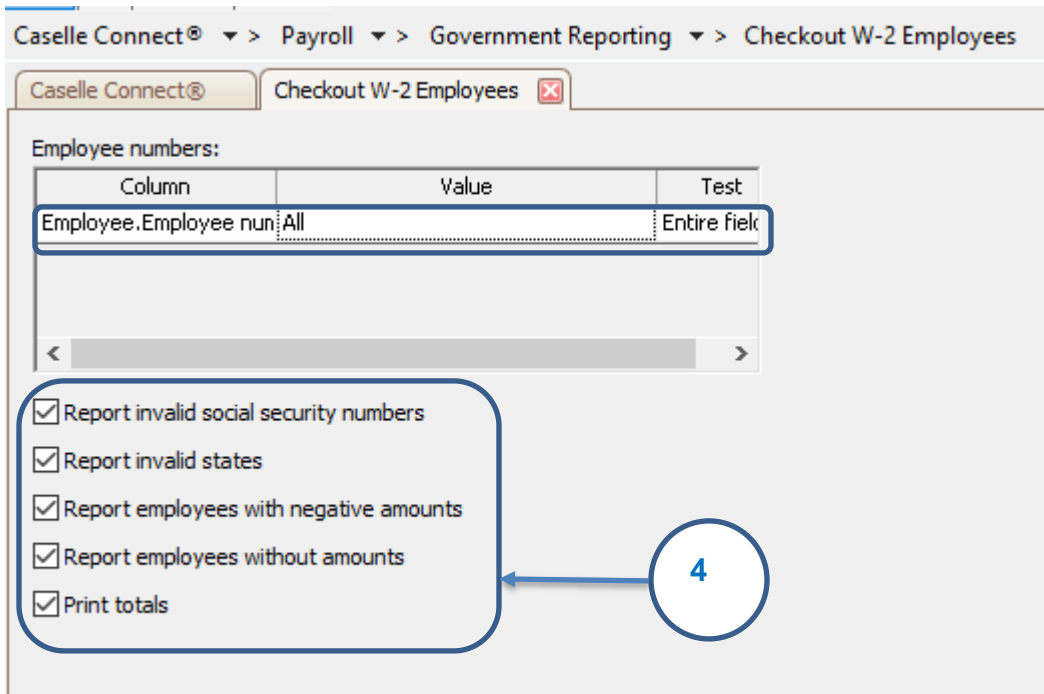 Caselle Connect® > Payroll > Government Reporting > Checkout W-2 Employees
Caselle Connect® Checkout W-2 Employees
Employee numbers:
Column Value Test
Employee.Employee num All Entire field
Report invalid social security numbers
Report invalid states
Report employees with negative amounts
Report employees without amounts
4
Print totals